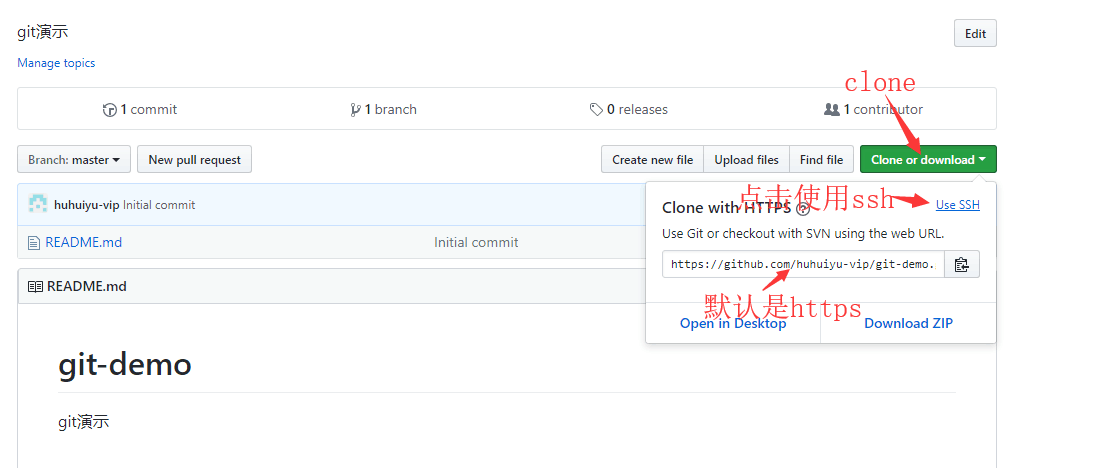 git演示
Edit
Manage topics
clone
1 commit
1 branch
0 releases
1 contributor
Branch: master
New pull request
Create new file
Upload files
Find file
Clone or download
huhuiyu-vip Initial commit
点击使用ssh
Clone with HTTPS
Use SSH
README.md
Initial commit
Use Git or checkout with SVN using the web URL.
https://github.com/huhuiyu-vip/git-demo.
README.md
默认是https
Open in Desktop
Download ZIP
git-demo
git演示